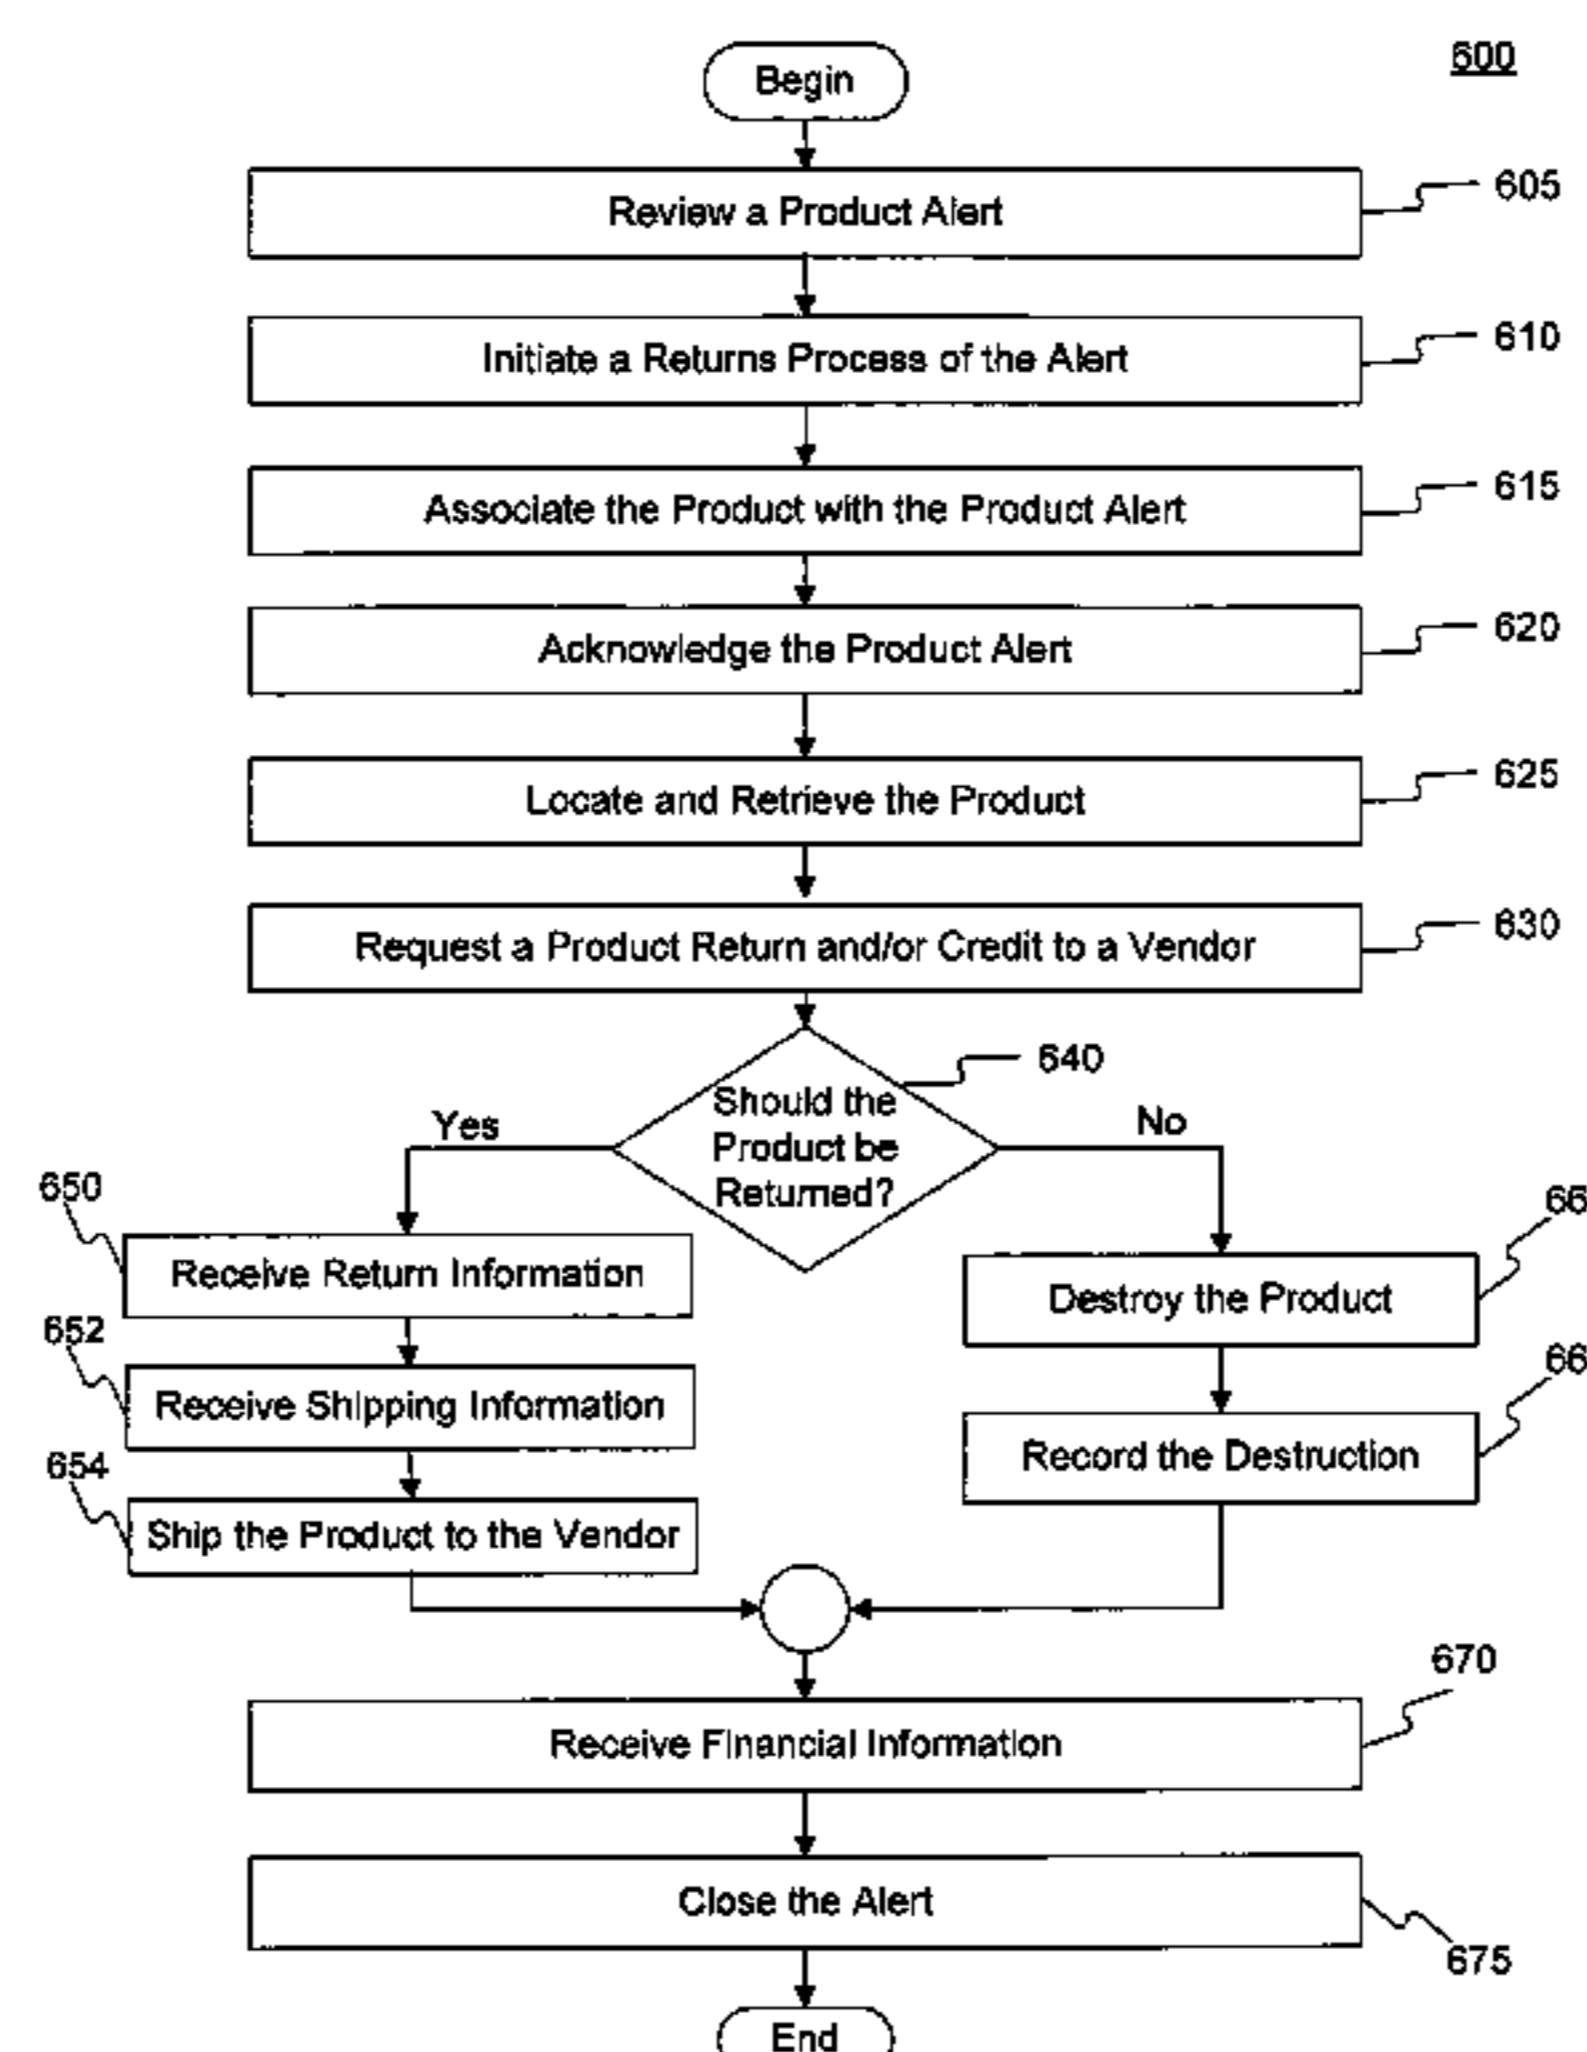 600
Begin
Review a Product Alert
605
Initiate a Returns Process of the Alert
610
Associate the Product with the Product Alert
615
Acknowledge the Product Alert
620
Locate and Retrieve the Product
625
Request a Product Return and/or Credit to a Vendor
630
640
Should the
Product be
Returned?
Yes
No
650
Receive Return Information
652
Receive Shipping Information
654
Ship the Product to the Vendor
66
Destroy the Product
66
Record the Destruction
670
Receive Financial Information
Close the Alert
675
End